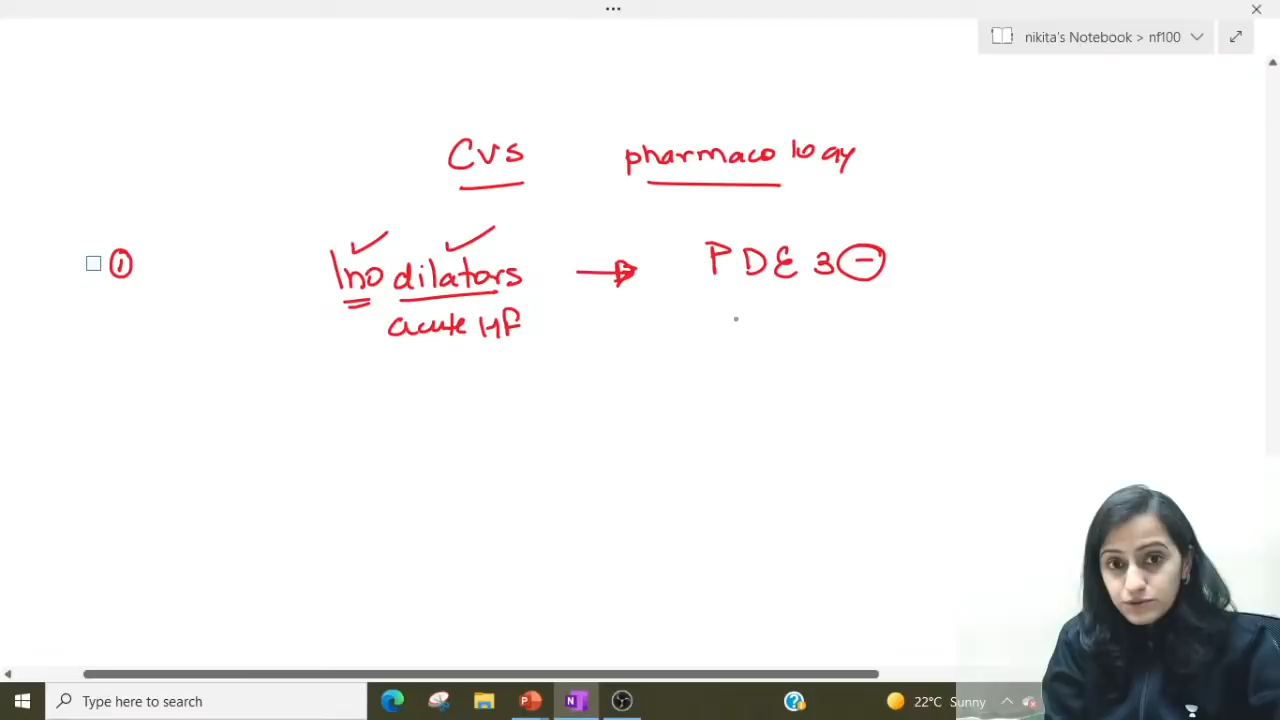 ...
nikita's Notebook > nf100
CVS pharmacology
① Inodilators → PDE 3 ⊖
acute HF
Type here to search
22°C Sunny